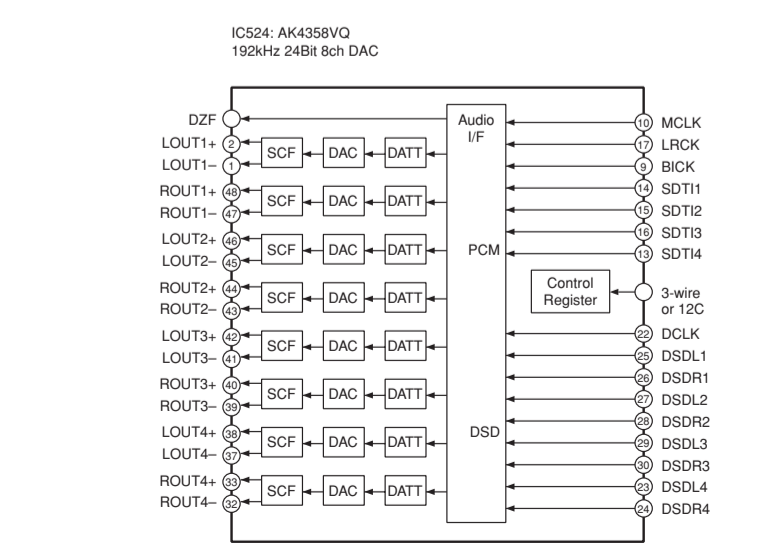 IC524: AK4358VQ
192kHz 24Bit 8ch DAC
DZF
Audio
I/F
10 MCLK
LOUT1+ 2
17 LRCK
LOUT1– 1
SCF DAC DATT
9 BICK
ROUT1+ 48
14 SDTI1
ROUT1– 47
SCF DAC DATT
15 SDTI2
LOUT2+ 46
16 SDTI3
LOUT2– 45
SCF DAC DATT
PCM
13 SDTI4
ROUT2+ 44
ROUT2– 43
SCF DAC DATT
Control
Register
3-wire
or 12C
LOUT3+ 42
22 DCLK
LOUT3– 41
SCF DAC DATT
25 DSDL1
ROUT3+ 40
26 DSDR1
ROUT3– 39
SCF DAC DATT
27 DSDL2
LOUT4+ 38
28 DSDR2
LOUT4– 37
SCF DAC DATT
DSD
29 DSDL3
30 DSDR3
ROUT4+ 33
23 DSDL4
ROUT4– 32
SCF DAC DATT
24 DSDR4